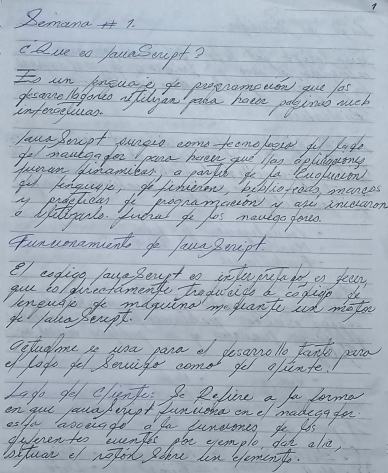 1
Semana # 1.
¿Que es JavaScript?
Es un lenguaje de programación que los
desarrolladores utilizan para hacer paginas web
interactivas.
JavaScript surgio como tecnologia del lado
del navegador para hacer que las aplicaciones
fueran dinamicas, a partir de la Evolución
del lenguaje, definieron, bibliotecas, marcos
y practicas de programación y asi iniciaron
a utilizarlo fuera de los navegadores.
Funcionamiento de JavaScript
El codigo JavaScript es interpretado es decir,
que es directamente traducido a código de
lenguaje de maquina mediante un motor
de JavaScript.
se usa para el desarrollo tanto para
el lado del Servidor como del cliente.
Lado del Cliente: Se Refiere a la forma
en que JavaScript funciona en el navegador
esta asociado a la funciones de los
diferentes eventos por ejemplo dar clic,
situar el ratón sobre un elemento.